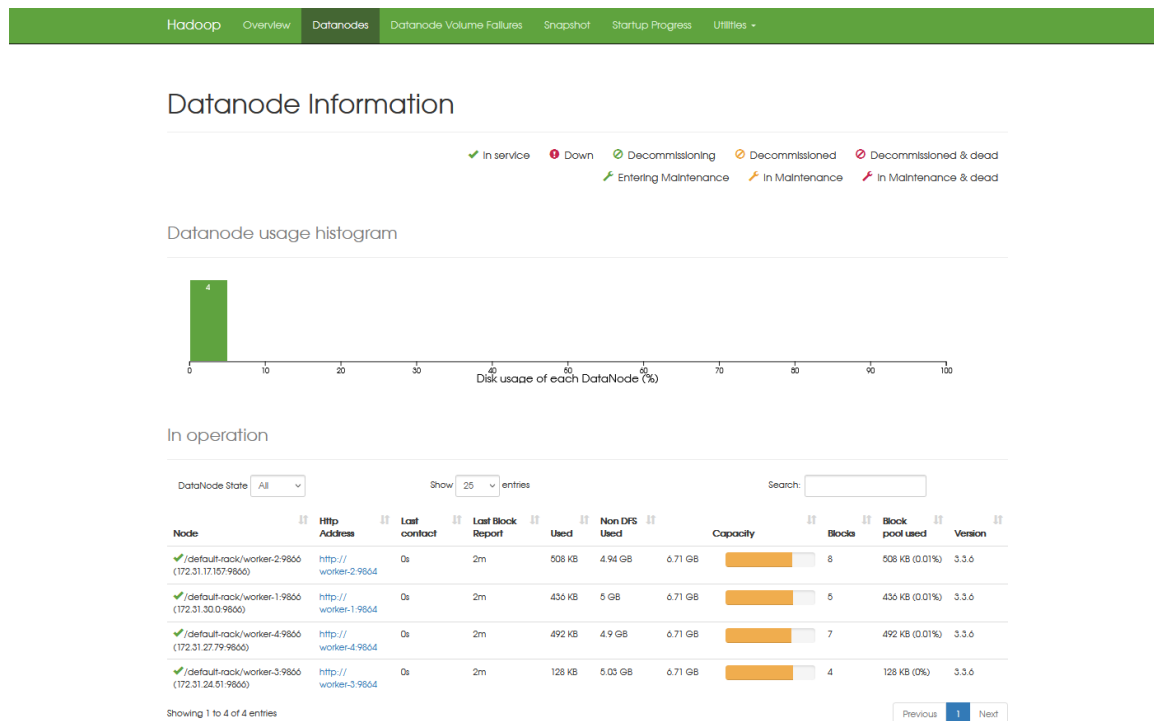 Hadoop Overview Datanodes Datanode Volume Failures Snapshot Startup Progress Utilities
Datanode Information
In service Down Decommissioning Decommissioned Decommissioned & dead
Entering Maintenance In Maintenance In Maintenance & dead
Datanode usage histogram
4
0 10 20 30 40 50 60 70 80 90 100
Disk usage of each DataNode (%)
In operation
DataNode State All Show 25 entries Search:
Node Http Address Last contact Last Block Report Used Non DFS Used Capacity Blocks Block pool used Version
/default-rack/worker-2:9866 http:// 0s 2m 508 KB 4.94 GB 6.71 GB 8 508 KB (0.01%) 3.3.6
(172.31.17.157:9866) worker-2:9864
/default-rack/worker-1:9866 http:// 0s 2m 436 KB 5 GB 6.71 GB 5 436 KB (0.01%) 3.3.6
(172.31.30.0:9866) worker-1:9864
/default-rack/worker-4:9866 http:// 0s 2m 492 KB 4.9 GB 6.71 GB 7 492 KB (0.01%) 3.3.6
(172.31.27.79:9866) worker-4:9864
/default-rack/worker-3:9866 http:// 0s 2m 128 KB 5.03 GB 6.71 GB 4 128 KB (0%) 3.3.6
(172.31.24.51:9866) worker-3:9864
Showing 1 to 4 of 4 entries Previous 1 Next